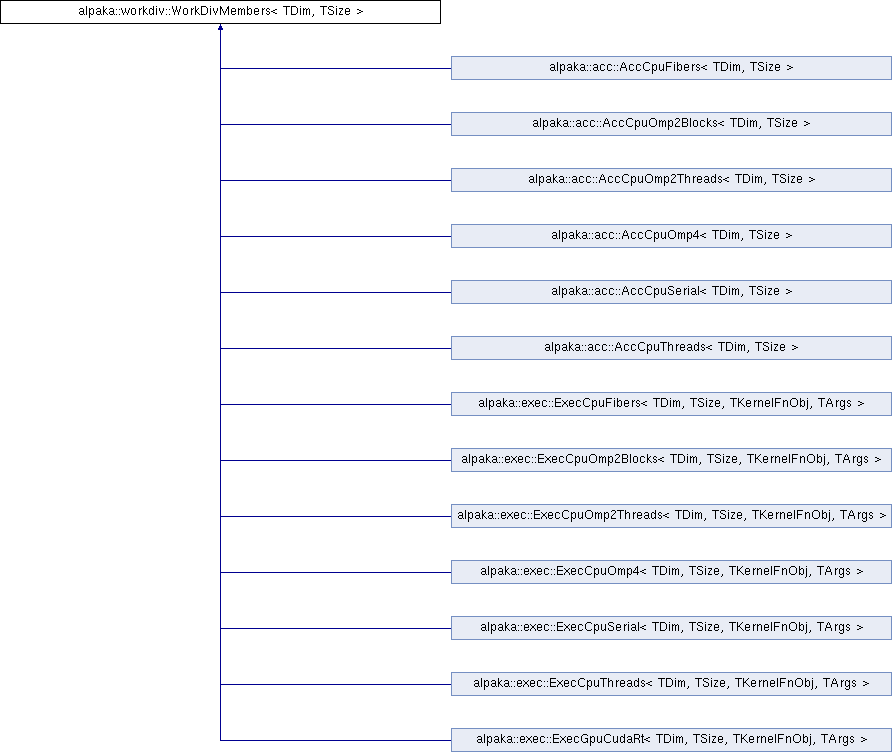 alpaka::workdiv::WorkDivMembers< TDim, TSize >
alpaka::acc::AccCpuFibers< TDim, TSize >
alpaka::acc::AccCpuOmp2Blocks< TDim, TSize >
alpaka::acc::AccCpuOmp2Threads< TDim, TSize >
alpaka::acc::AccCpuOmp4< TDim, TSize >
alpaka::acc::AccCpuSerial< TDim, TSize >
alpaka::acc::AccCpuThreads< TDim, TSize >
alpaka::exec::ExecCpuFibers< TDim, TSize, TKernelFnObj, TArgs >
alpaka::exec::ExecCpuOmp2Blocks< TDim, TSize, TKernelFnObj, TArgs >
alpaka::exec::ExecCpuOmp2Threads< TDim, TSize, TKernelFnObj, TArgs >
alpaka::exec::ExecCpuOmp4< TDim, TSize, TKernelFnObj, TArgs >
alpaka::exec::ExecCpuSerial< TDim, TSize, TKernelFnObj, TArgs >
alpaka::exec::ExecCpuThreads< TDim, TSize, TKernelFnObj, TArgs >
alpaka::exec::ExecGpuCudaRt< TDim, TSize, TKernelFnObj, TArgs >